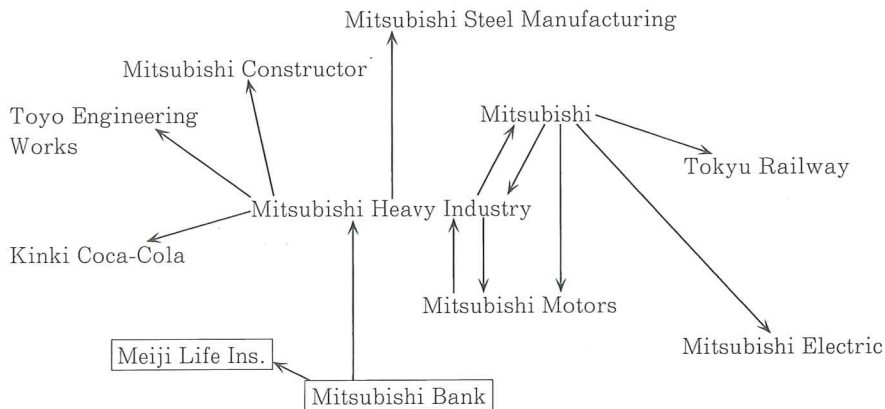 Mitsubishi Steel Manufacturing
Mitsubishi Constructor
Toyo Engineering
Works
Mitsubishi
Tokyu Railway
Mitsubishi Heavy Industry
Kinki Coca-Cola
Mitsubishi Motors
Mitsubishi Electric
Meiji Life Ins.
Mitsubishi Bank